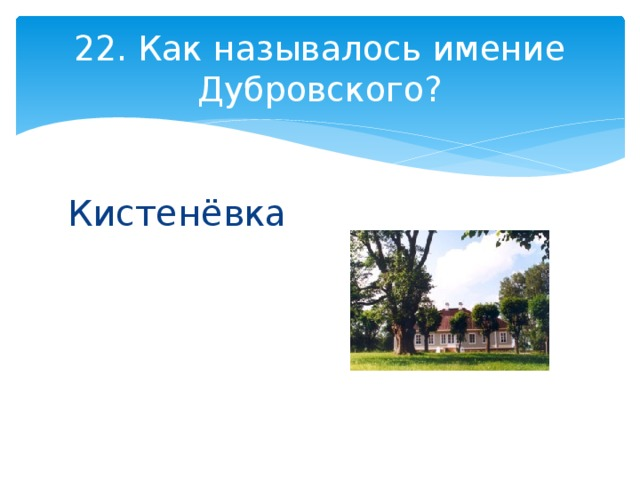 22. Как называлось имение
Дубровского?
Кистенёвка